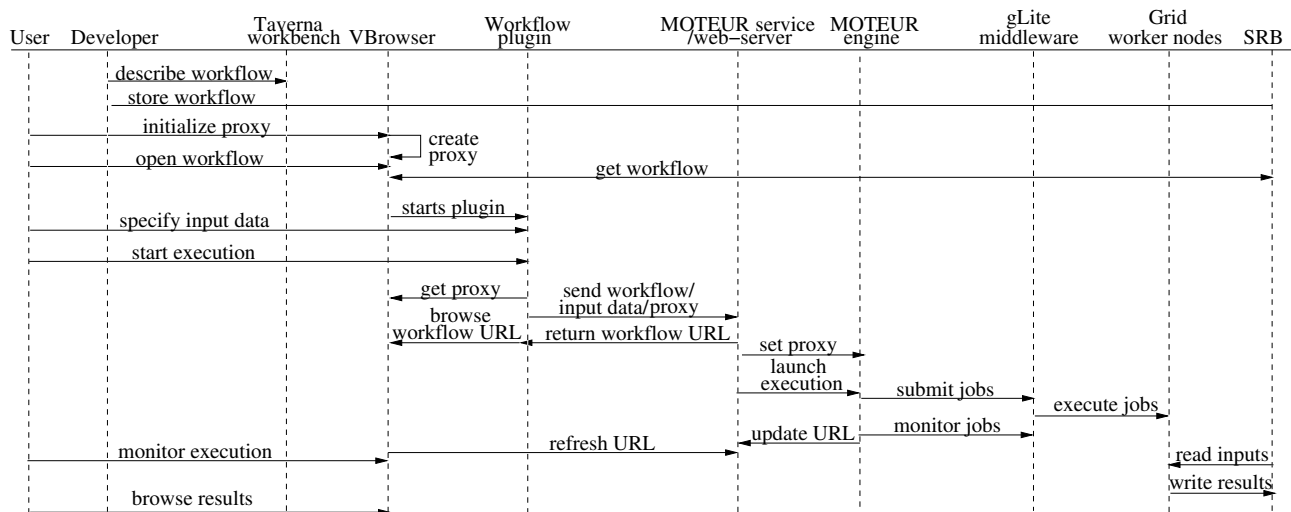 User
Developer
Taverna
workbench
VBrowser
Workflow
plugin
MOTEUR service
/web-server
MOTEUR
engine
gLite
middleware
Grid
worker nodes
SRB
describe workflow
store workflow
initialize proxy
create
proxy
open workflow
get workflow
starts plugin
specify input data
start execution
get proxy
send workflow/
input data/proxy
browse
workflow URL
return workflow URL
set proxy
launch
execution
submit jobs
execute jobs
monitor jobs
update URL
refresh URL
monitor execution
read inputs
write results
browse results